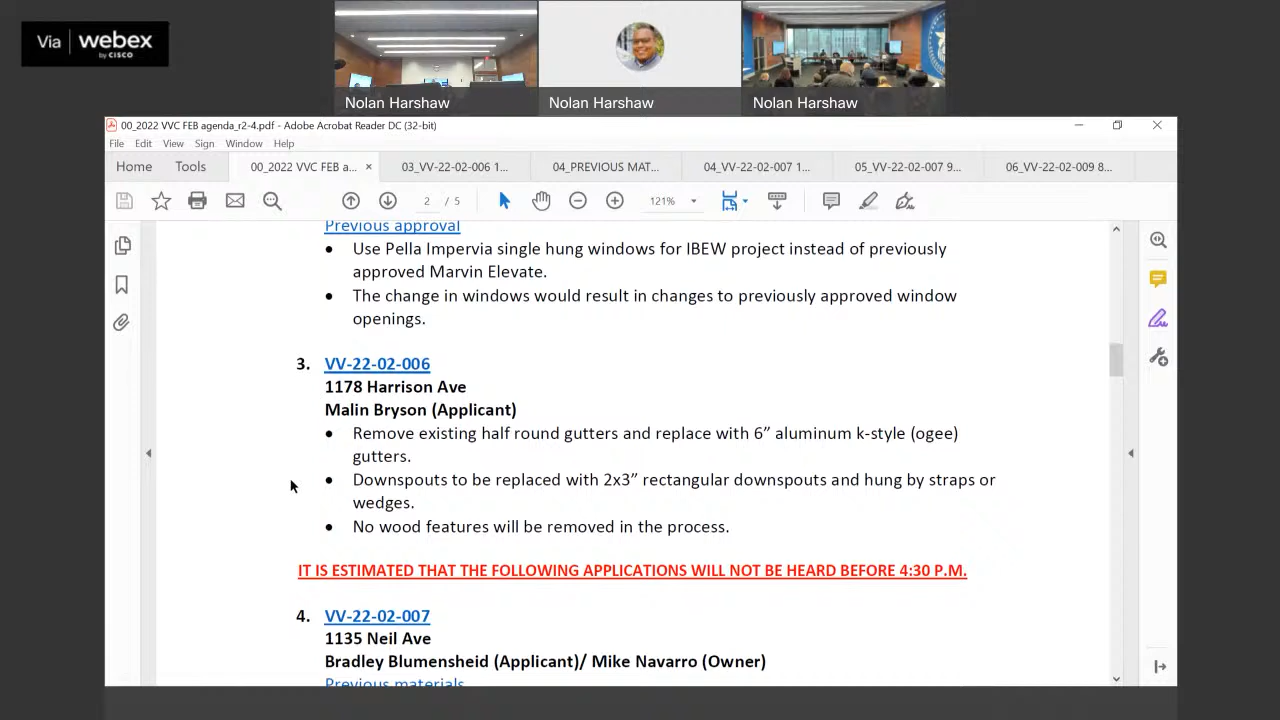 Via webex
by CISCO
Nolan Harshaw
Nolan Harshaw
Nolan Harshaw
00_2022 VVC FEB agenda_r2-4.pdf - Adobe Acrobat Reader DC (32-bit)
File Edit View Sign Window Help
Home Tools 00_2022 VVC FEB a... × 03_VV-22-02-006 1... 04_PREVIOUS MAT... 04_VV-22-02-007 1... 05_VV-22-02-007 9... 06_VV-22-02-009 8...
2 / 5 121%
Previous approval
• Use Pella Impervia single hung windows for IBEW project instead of previously
approved Marvin Elevate.
• The change in windows would result in changes to previously approved window
openings.
3. VV-22-02-006
1178 Harrison Ave
Malin Bryson (Applicant)
• Remove existing half round gutters and replace with 6” aluminum k-style (ogee)
gutters.
• Downspouts to be replaced with 2x3” rectangular downspouts and hung by straps or
wedges.
• No wood features will be removed in the process.
IT IS ESTIMATED THAT THE FOLLOWING APPLICATIONS WILL NOT BE HEARD BEFORE 4:30 P.M.
4. VV-22-02-007
1135 Neil Ave
Bradley Blumensheid (Applicant)/ Mike Navarro (Owner)
Previous materials